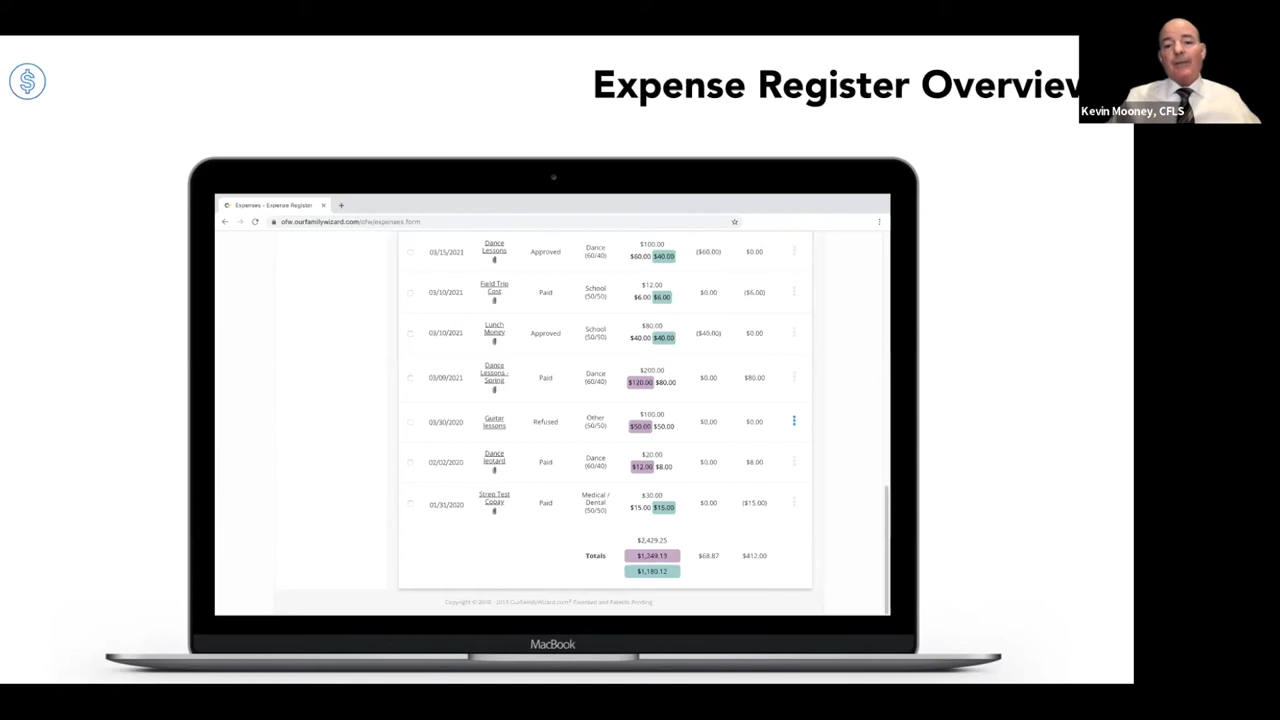 Expense Register Overview
Kevin Mooney, CFLS
Expenses - Expense Register
ofw.ourfamilywizard.com/ofw/expenses.form
03/15/2021 Dance Lessons Approved Dance (60/40) $100.00 $60.00 $40.00 ($60.00) $0.00
03/10/2021 Field Trip Cost Paid School (50/50) $12.00 $6.00 $6.00 $0.00 ($6.00)
03/10/2021 Lunch Money Approved School (50/50) $80.00 $40.00 $40.00 ($40.00) $0.00
03/09/2021 Dance Lessons - Spring Paid Dance (60/40) $200.00 $120.00 $80.00 $0.00 $80.00
03/30/2020 Guitar lessons Refused Other (50/50) $100.00 $50.00 $50.00 $0.00 $0.00
02/02/2020 Dance leotard Paid Dance (60/40) $20.00 $12.00 $8.00 $0.00 $8.00
01/31/2020 Strep Test Copay Paid Medical / Dental (50/50) $30.00 $15.00 $15.00 $0.00 ($15.00)
Totals $2,429.25 $1,249.13 $1,180.12 $68.87 $412.00
Copyright © OurFamilyWizard.com® Patented and Patents Pending
MacBook